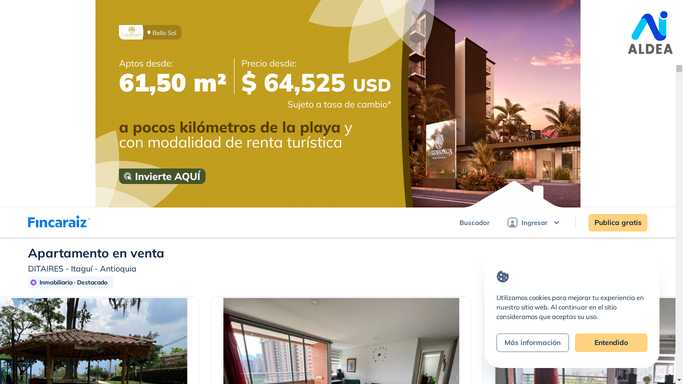 Bello Sol
ALDEA
Aptos desde:
61,50 m²
Precio desde:
$ 64,525 USD
Sujeto a tasa de cambio*
a pocos kilómetros de la playa y
con modalidad de renta turística
Invierte AQUÍ
Fincaraiz
Buscador
Ingresar
Publica gratis
Apartamento en venta
DITAIRES - Itaguí - Antioquia
Inmobiliaria · Destacado
Utilizamos cookies para mejorar tu experiencia en
nuestro sitio web. Al continuar en el sitio
consideramos que aceptas su uso.
Más información
Entendido